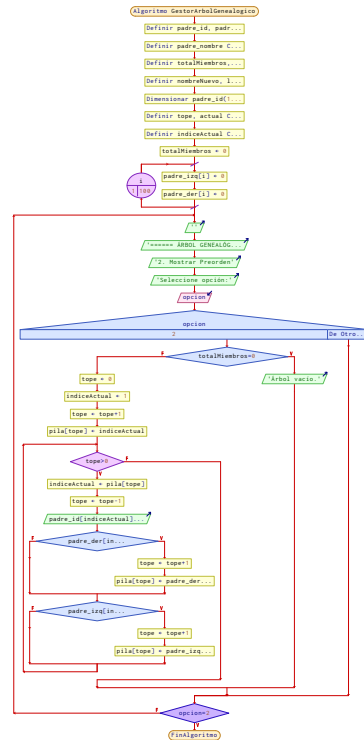 Algoritmo GestorArbolGenealogico
Definir padre_id, padr...
Definir padre_nombre C...
Definir totalMiembros,...
Definir nombreNuevo, l...
Dimensionar padre_id(1...
Definir tope, actual C...
Definir indiceActual C...
totalMiembros ← 0
i
1 100
padre_izq[i] ← 0
padre_der[i] ← 0
'====== ÁRBOL GENEALÓG...
'2. Mostrar Preorden'
'Seleccione opción:'
opcion
opcion
2
De Otro...
totalMiembros=0
F
V
tope ← 0
'Árbol vacío.'
indiceActual ← 1
tope ← tope+1
pila[tope] ← indiceActual
tope>0
F
V
indiceActual ← pila[tope]
tope ← tope-1
padre_id[indiceActual]...
F
padre_der[in...
V
tope ← tope+1
pila[tope] ← padre_der...
F
padre_izq[in...
V
tope ← tope+1
pila[tope] ← padre_izq...
F
opcion=2
V
FinAlgoritmo